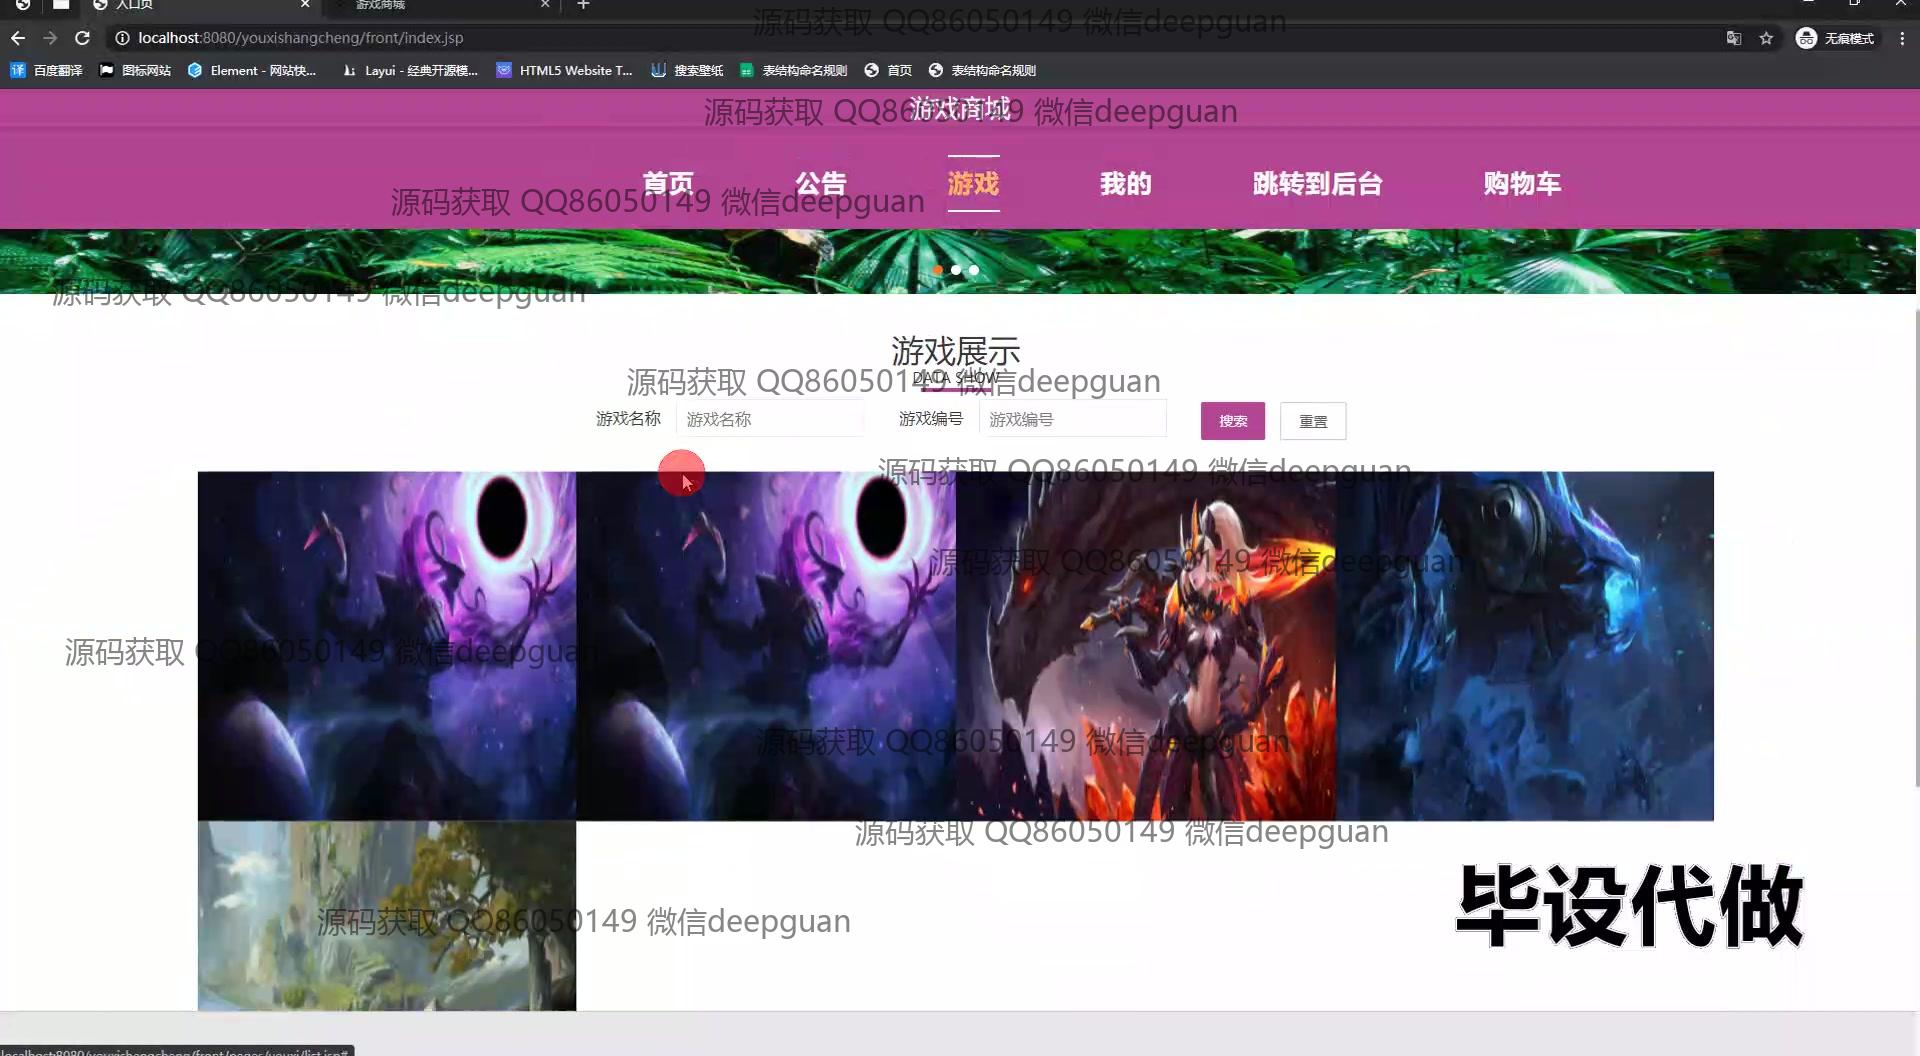 入口页
游戏商城
源码获取 QQ86050149 微信deepguan
localhost:8080/youxishangcheng/front/index.jsp
无痕模式
百度翻译
图标网站
Element - 网站快...
Layui - 经典开源模...
HTML5 Website T...
搜索壁纸
表结构命名规则
首页
表结构命名规则
游戏商城
源码获取 QQ86050149 微信deepguan
首页
公告
游戏
我的
跳转到后台
购物车
源码获取 QQ86050149 微信deepguan
源码获取 QQ86050149 微信deepguan
游戏展示
DATA SHOW
源码获取 QQ86050149 微信deepguan
游戏名称
游戏名称
游戏编号
游戏编号
搜索
重置
源码获取 QQ86050149 微信deepguan
源码获取 QQ86050149 微信deepguan
源码获取 QQ86050149 微信deepguan
源码获取 QQ86050149 微信deepguan
源码获取 QQ86050149 微信deepguan
毕设代做
源码获取 QQ86050149 微信deepguan
localhost:8080/youxishangcheng/front/pages/youxi/list.jsp#